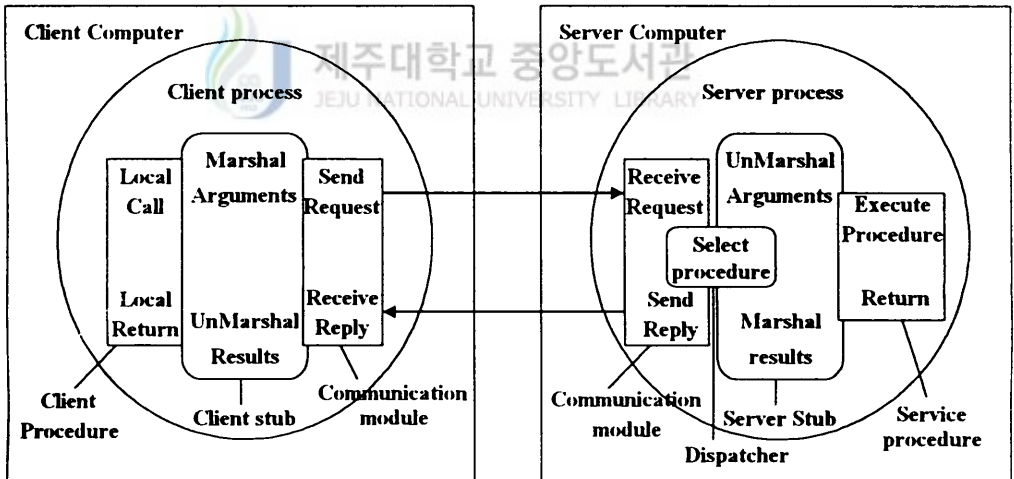 Client Computer
제주대학교 중앙도서관
JEJU NATIONAL UNIVERSITY LIBRARY
Client process
Local
Call
Marshal
Arguments
Send
Request
Local
Return
UnMarshal
Results
Receive
Reply
Client
Procedure
Client stub
Communication
module
Server Computer
Server process
Receive
Request
UnMarshal
Arguments
Execute
Procedure
Select
procedure
Send
Reply
Marshal
results
Return
Communication
module
Dispatcher
Server Stub
Service
procedure